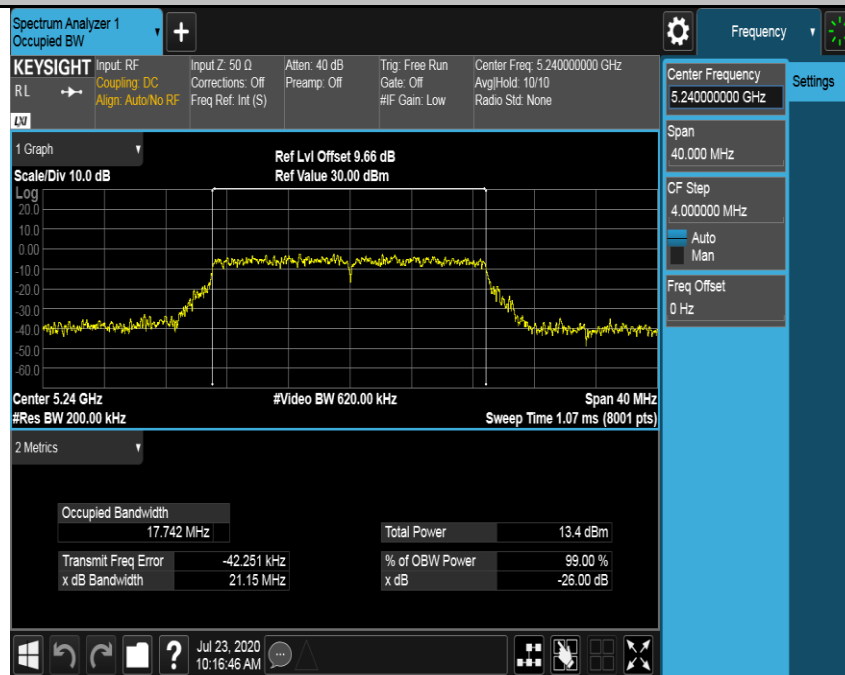 Spectrum Analyzer 1
Occupied BW
+
Frequency
KEYSIGHT
RL
LXI
Input: RF
Coupling: DC
Align: Auto/No RF
Input Z: 50 Ω
Corrections: Off
Freq Ref: Int (S)
Atten: 40 dB
Preamp: Off
Trig: Free Run
Gate: Off
#IF Gain: Low
Center Freq: 5.240000000 GHz
Avg|Hold: 10/10
Radio Std: None
Center Frequency
5.240000000 GHz
Settings
Span
40.000 MHz
CF Step
4.000000 MHz
Auto
Man
Freq Offset
0 Hz
1 Graph
Scale/Div 10.0 dB
Ref Lvl Offset 9.66 dB
Ref Value 30.00 dBm
Log
20.0
10.0
0.00
-10.0
-20.0
-30.0
-40.0
-50.0
-60.0
Center 5.24 GHz
#Res BW 200.00 kHz
#Video BW 620.00 kHz
Span 40 MHz
Sweep Time 1.07 ms (8001 pts)
2 Metrics
Occupied Bandwidth
17.742 MHz
Total Power 13.4 dBm
Transmit Freq Error -42.251 kHz
% of OBW Power 99.00 %
x dB Bandwidth 21.15 MHz
x dB -26.00 dB
?
Jul 23, 2020
10:16:46 AM